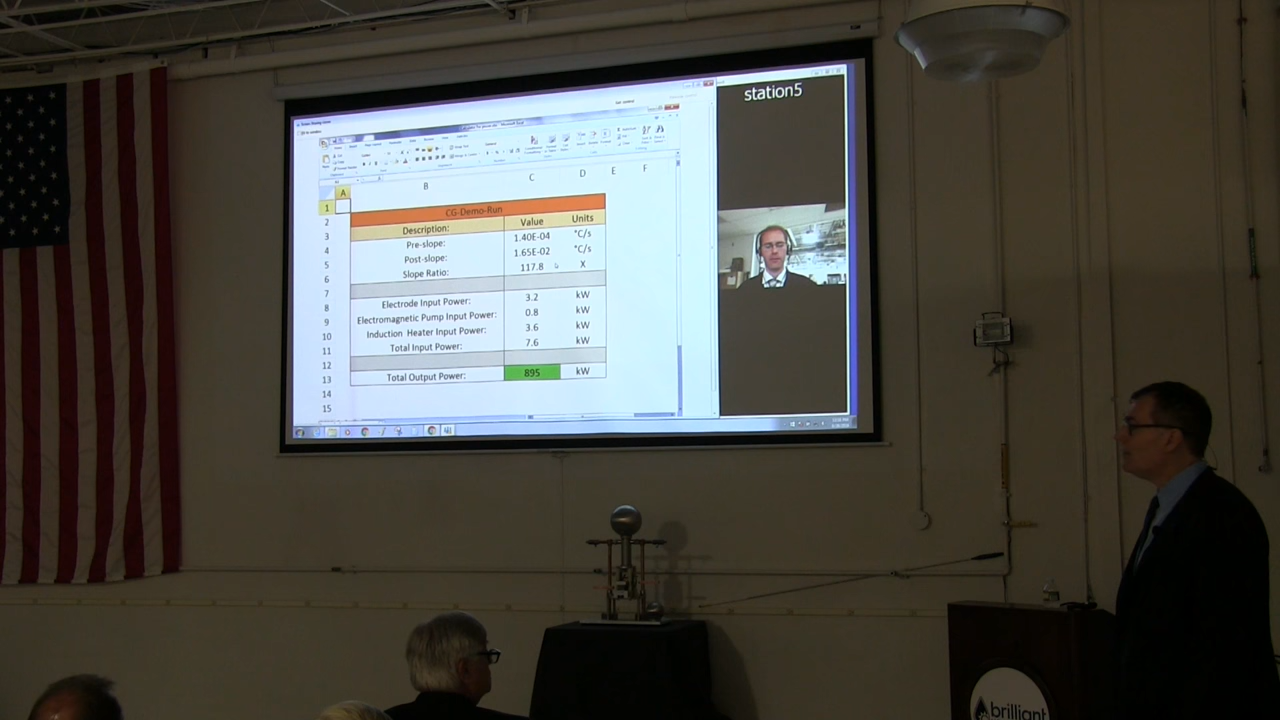 station5
A
B
C
D
E
F
1
CG-Demo-Run
2
Description: Value Units
3
Pre-slope: 1.40E-04 °C/s
4
Post-slope: 1.65E-02 °C/s
5
Slope Ratio: 117.8 X
6
7
Electrode Input Power: 3.2 kW
8
Electromagnetic Pump Input Power: 0.8 kW
9
Induction Heater Input Power: 3.6 kW
10
Total Input Power: 7.6 kW
11
12
Total Output Power: 895 kW
13
14
15
brilliant